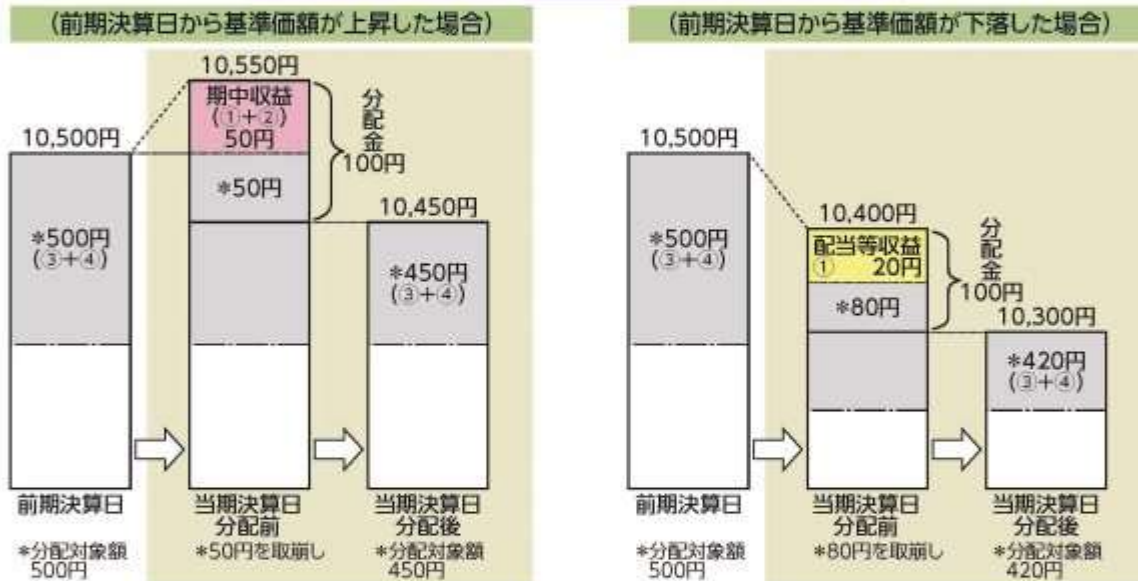 (前期決算日から基準価額が上昇した場合)
10,550円
期中収益
(①+②)
50円
分配金
100円
10,500円
*50円
10,450円
*500円
(③+④)
*450円
(③+④)
前期決算日
当期決算日
分配前
当期決算日
分配後
*分配対象額
500円
*50円を取崩し
*分配対象額
450円
(前期決算日から基準価額が下落した場合)
10,500円
*500円
(③+④)
10,400円
配当等収益
① 20円
分配金
100円
*80円
10,300円
*420円
(③+④)
前期決算日
当期決算日
分配前
当期決算日
分配後
*分配対象額
500円
*80円を取崩し
*分配対象額
420円